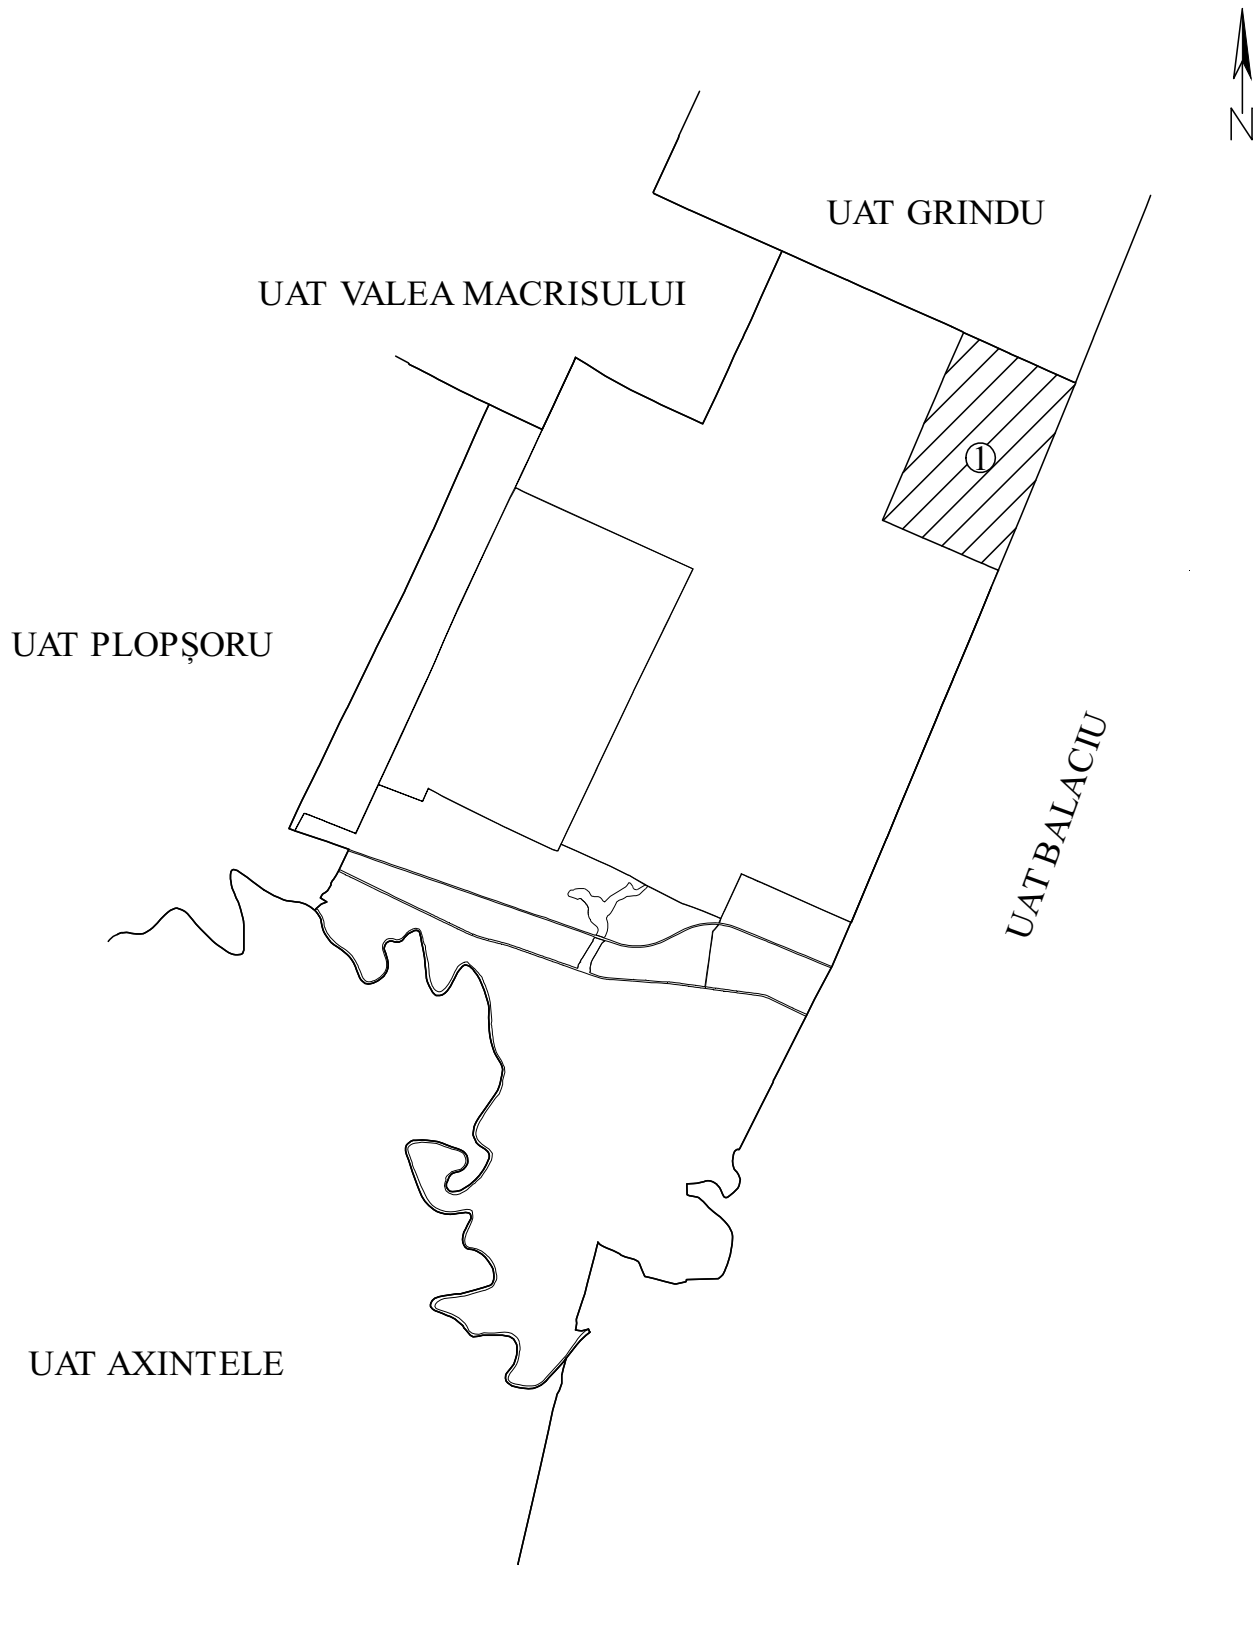 N
UAT GRINDU
UAT VALEA MACRISULUI
1
UAT PLOPȘORU
UAT BALACIU
UAT AXINTELE